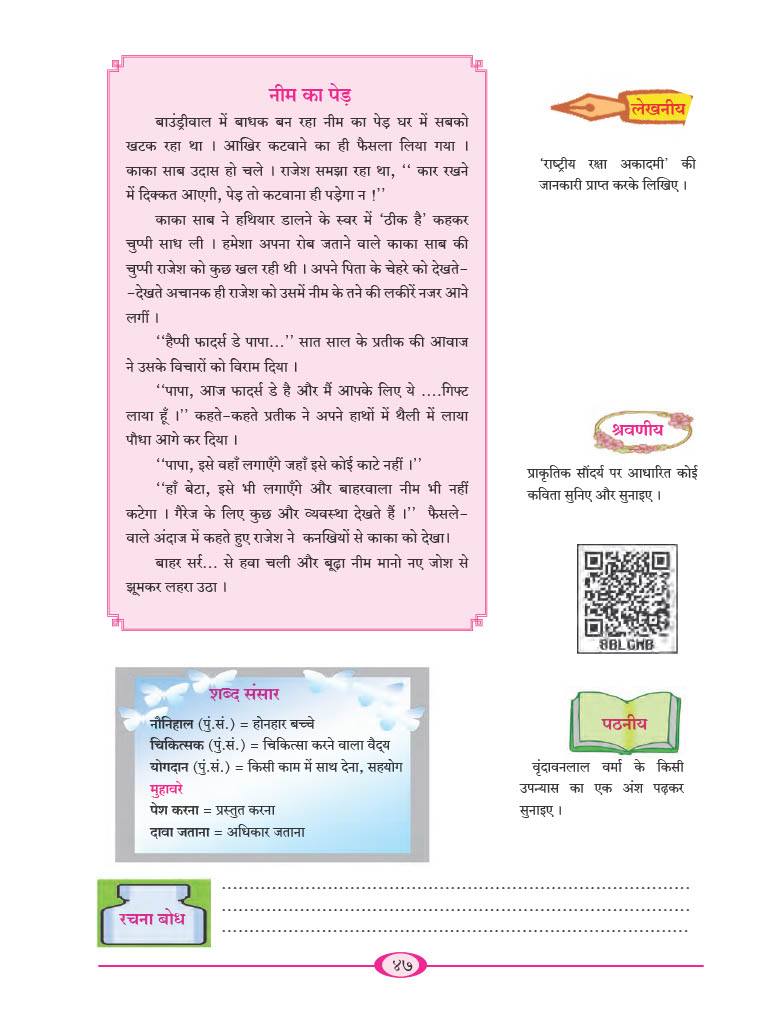 नीम का पेड़
बाउंड्रीवाल में बाधक बन रहा नीम का पेड़ घर में सबको
खटक रहा था । आखिर कटवाने का ही फैसला लिया गया ।
काका साब उदास हो चले । राजेश समझा रहा था, ‘‘ कार रखने
में दिक्कत आएगी, पेड़ तो कटवाना ही पड़ेगा न !’’
काका साब ने हथियार डालने के स्वर में ‘ठीक है’ कहकर
चुप्पी साध ली । हमेशा अपना रोब जताने वाले काका साब की
चुप्पी राजेश को कुछ खल रही थी । अपने पिता के चेहरे को देखते-
-देखते अचानक ही राजेश को उसमें नीम के तने की लकीरें नजर आने
लगीं ।
‘‘हैप्पी फादर्स डे पापा...’’ सात साल के प्रतीक की आवाज
ने उसके विचारों को विराम दिया ।
‘‘पापा, आज फादर्स डे है और मैं आपके लिए ये ....गिफ्ट
लाया हूँ ।’’ कहते-कहते प्रतीक ने अपने हाथों में थैली में लाया
पौधा आगे कर दिया ।
‘‘पापा, इसे वहाँ लगाएँगे जहाँ इसे कोई काटे नहीं ।’’
‘‘हाँ बेटा, इसे भी लगाएँगे और बाहरवाला नीम भी नहीं
कटेगा । गैरेज के लिए कुछ और व्यवस्था देखते हैं ।’’ फैसले-
वाले अंदाज में कहते हुए राजेश ने कनखियों से काका को देखा।
बाहर सर्र... से हवा चली और बूढ़ा नीम मानो नए जोश से
झूमकर लहरा उठा ।
लेखनीय
‘राष्ट्रीय रक्षा अकादमी’ की
जानकारी प्राप्त करके लिखिए ।
श्रवणीय
प्राकृतिक सौंदर्य पर आधारित कोई
कविता सुनिए और सुनाइए ।
8BLGWB
पठनीय
वृंदावनलाल वर्मा के किसी
उपन्यास का एक अंश पढ़कर
सुनाइए ।
शब्द संसार
नौनिहाल (पुं.सं.) = होनहार बच्चे
चिकित्सक (पुं.सं.) = चिकित्सा करने वाला वैद्य
योगदान (पुं.सं.) = किसी काम में साथ देना, सहयोग
मुहावरे
पेश करना = प्रस्तुत करना
दावा जताना = अधिकार जताना
रचना बोध
४७